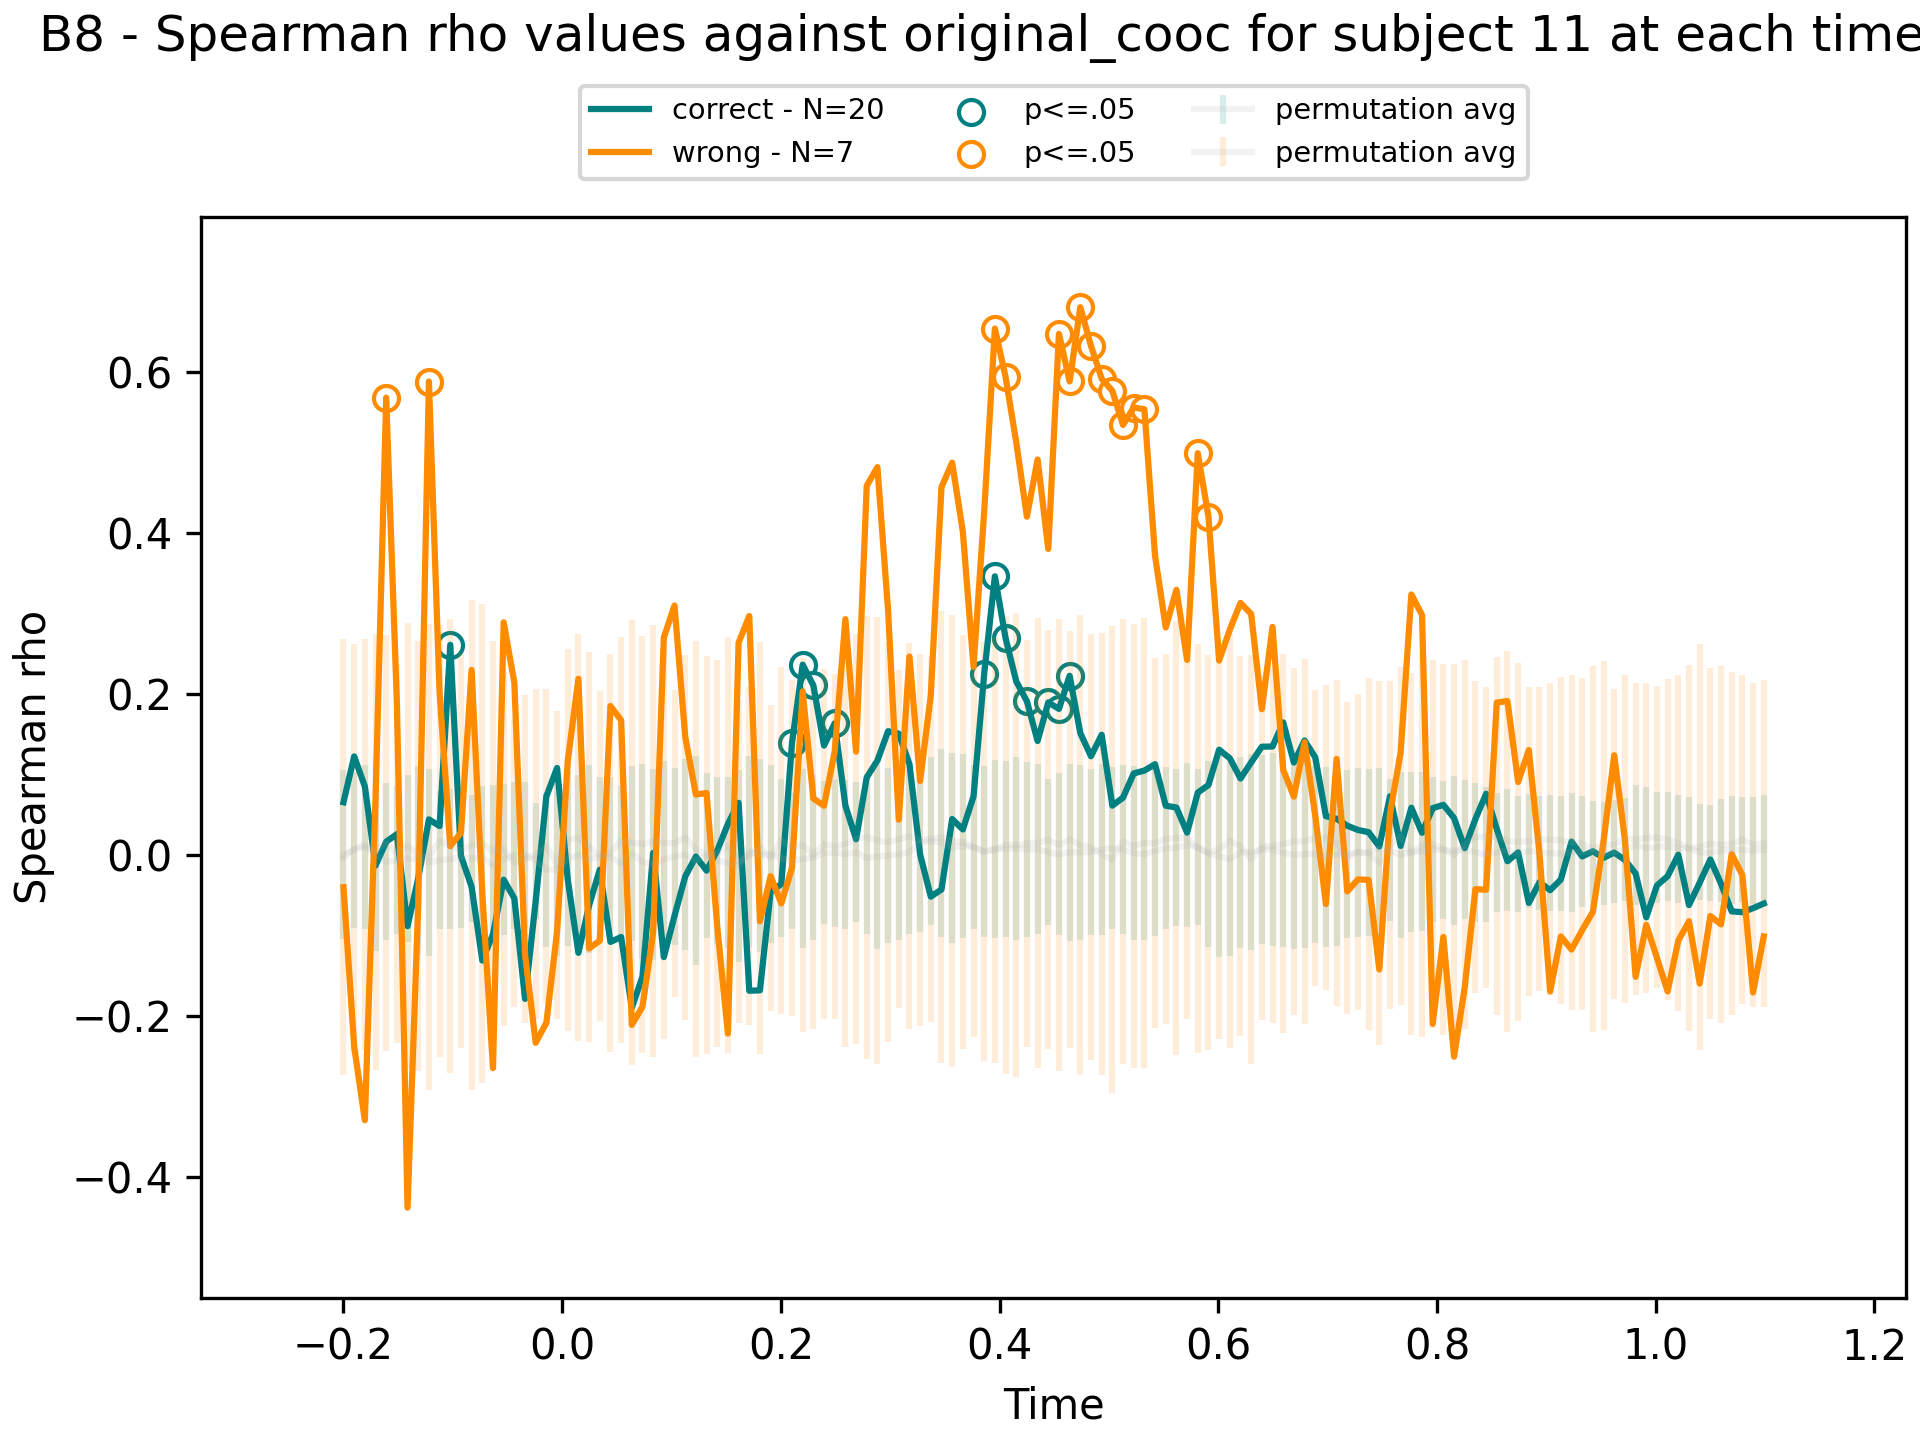 B8 - Spearman rho values against original_cooc for subject 11 at each time
correct - N=20 p<=.05 permutation avg
wrong - N=7 p<=.05 permutation avg
Spearman rho
0.6
0.4
0.2
0.0
−0.2
−0.4
−0.2 0.0 0.2 0.4 0.6 0.8 1.0 1.2
Time